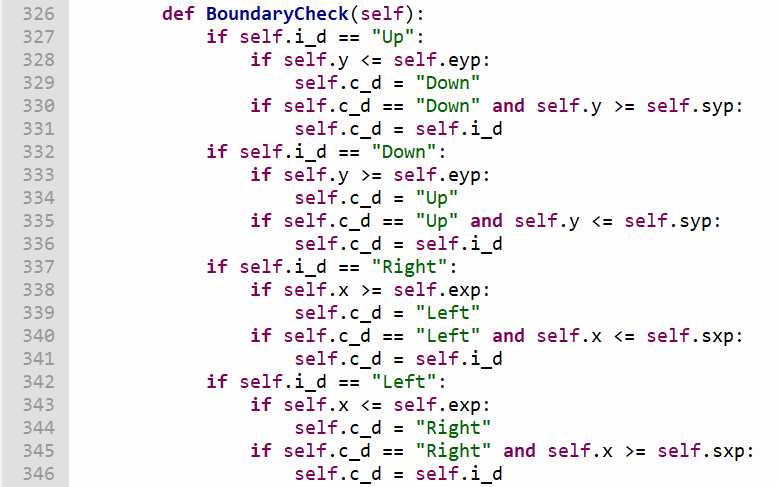 326 def BoundaryCheck(self):
327 if self.i_d == "Up":
328 if self.y <= self.eyp:
329 self.c_d = "Down"
330 if self.c_d == "Down" and self.y >= self.syp:
331 self.c_d = self.i_d
332 if self.i_d == "Down":
333 if self.y >= self.eyp:
334 self.c_d = "Up"
335 if self.c_d == "Up" and self.y <= self.syp:
336 self.c_d = self.i_d
337 if self.i_d == "Right":
338 if self.x >= self.exp:
339 self.c_d = "Left"
340 if self.c_d == "Left" and self.x <= self.sxp:
341 self.c_d = self.i_d
342 if self.i_d == "Left":
343 if self.x <= self.exp:
344 self.c_d = "Right"
345 if self.c_d == "Right" and self.x >= self.sxp:
346 self.c_d = self.i_d